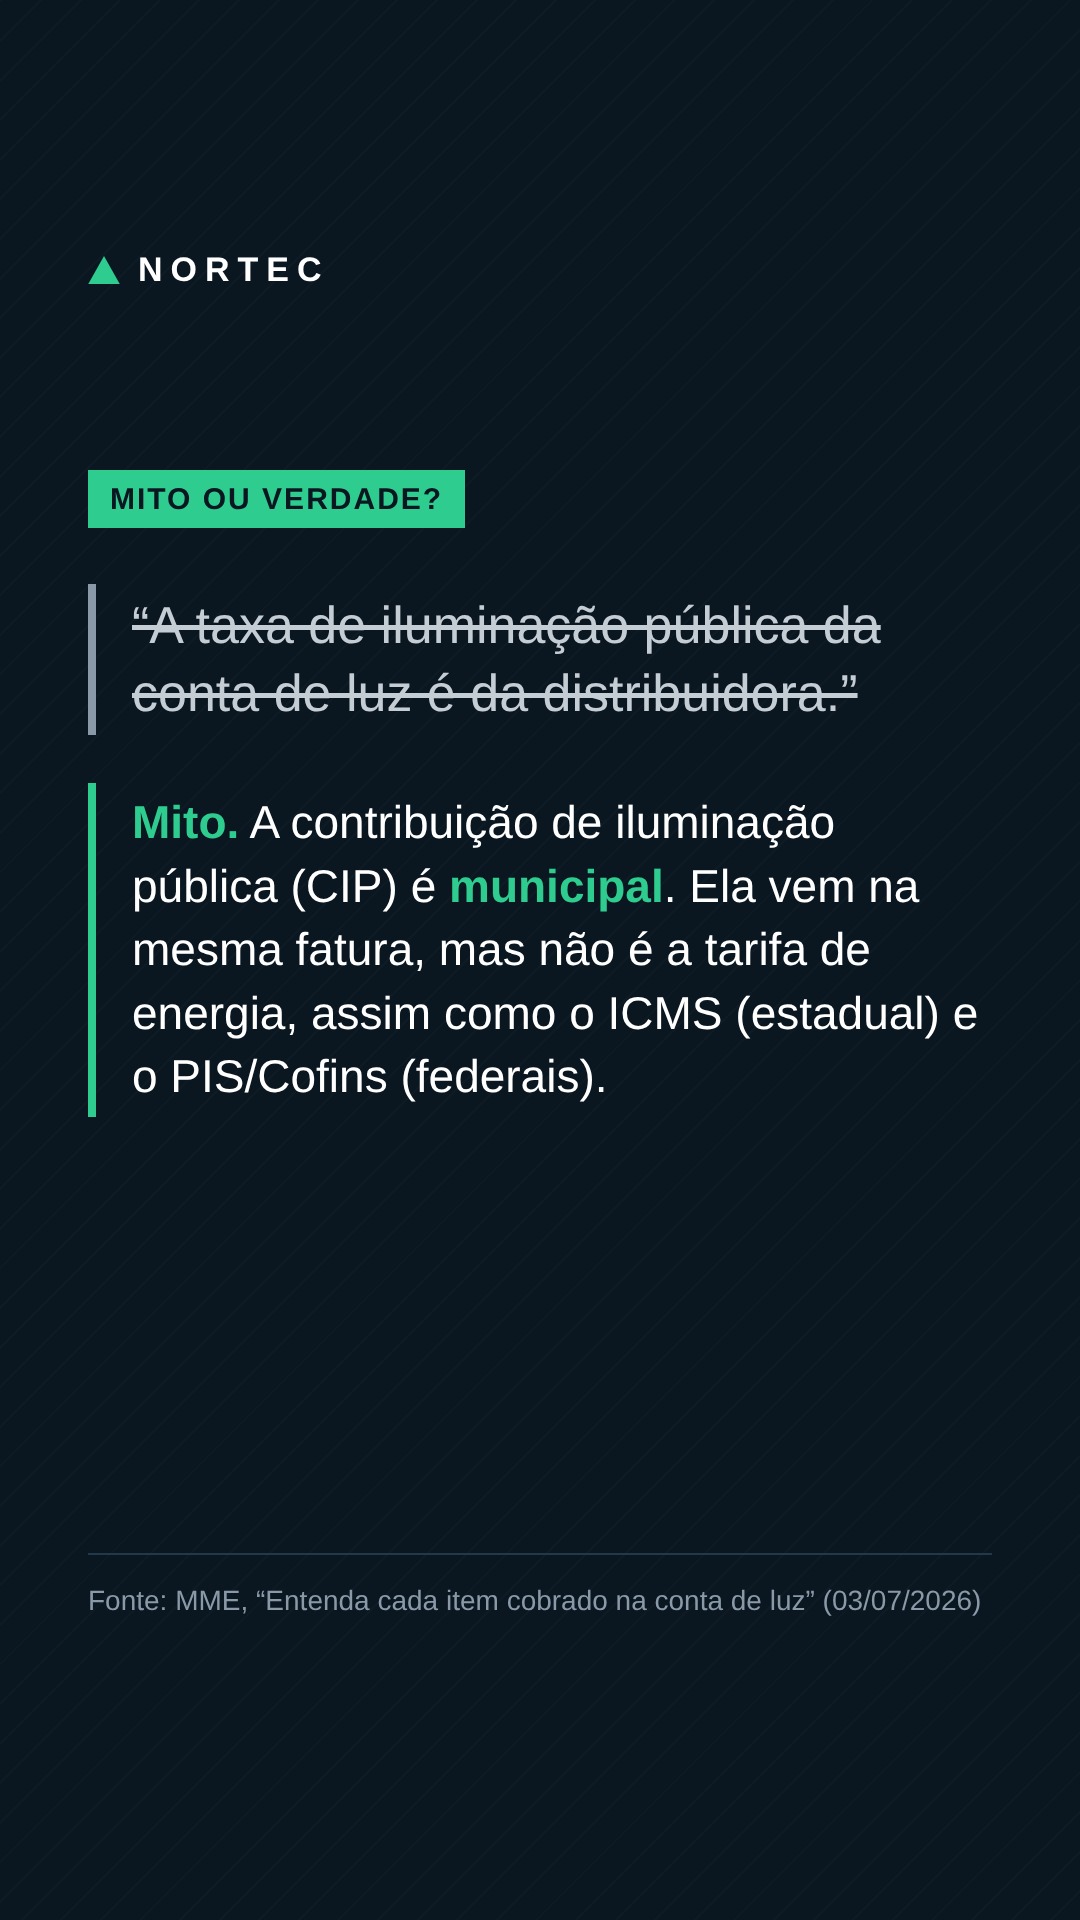 NORTEC
MITO OU VERDADE?
“A taxa de iluminação pública da
conta de luz é da distribuidora.”
Mito. A contribuição de iluminação
pública (CIP) é municipal. Ela vem na
mesma fatura, mas não é a tarifa de
energia, assim como o ICMS (estadual) e
o PIS/Cofins (federais).
Fonte: MME, “Entenda cada item cobrado na conta de luz” (03/07/2026)